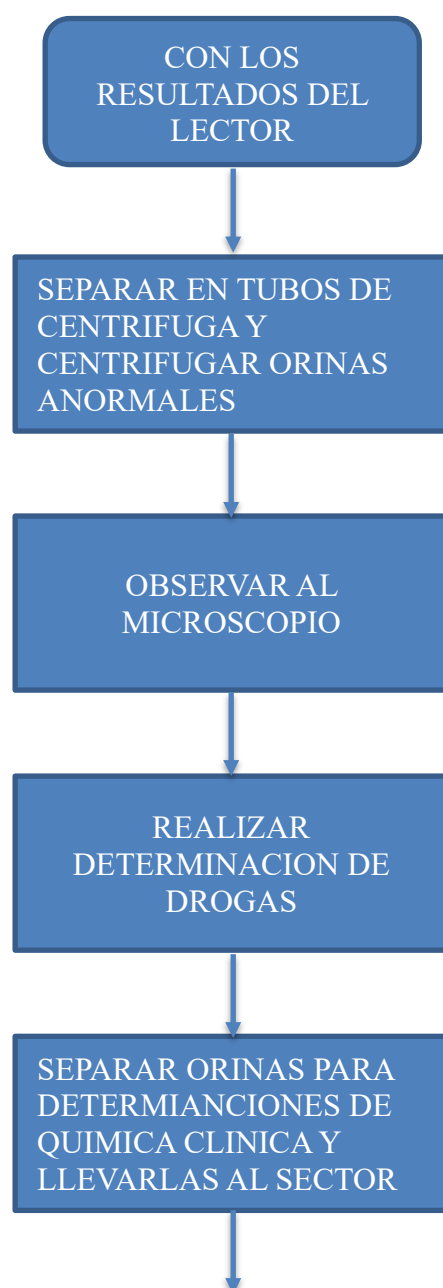 CON LOS
RESULTADOS DEL
LECTOR
SEPARAR EN TUBOS DE
CENTRIFUGA Y
CENTRIFUGAR ORINAS
ANORMALES
OBSERVAR AL
MICROSCOPIO
REALIZAR
DETERMINACION DE
DROGAS
SEPARAR ORINAS PARA
DETERMIANCIONES DE
QUIMICA CLINICA Y
LLEVARLAS AL SECTOR